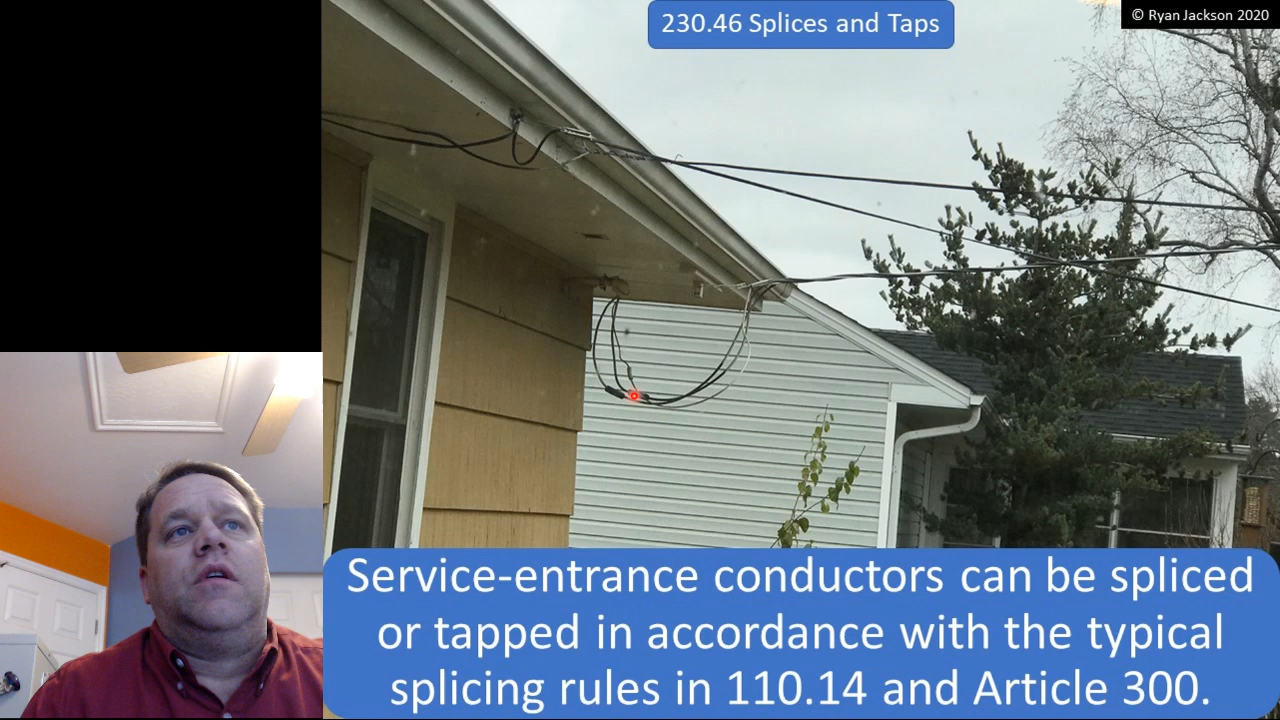 230.46 Splices and Taps
© Ryan Jackson 2020
Service-entrance conductors can be spliced
or tapped in accordance with the typical
splicing rules in 110.14 and Article 300.